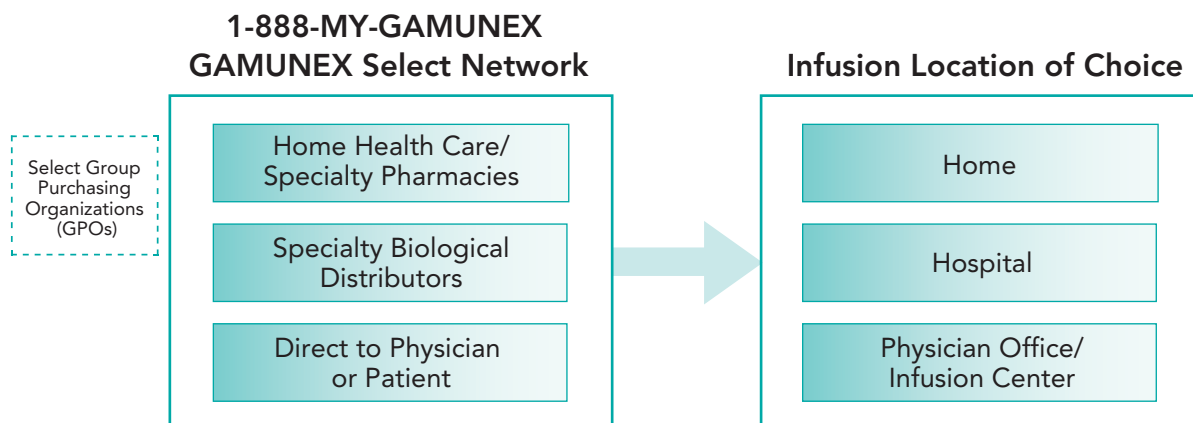 1-888-MY-GAMUNEX
GAMUNEX Select Network
Infusion Location of Choice
Select Group
Purchasing
Organizations
(GPOs)
Home Health Care/
Specialty Pharmacies
Specialty Biological
Distributors
Direct to Physician
or Patient
Home
Hospital
Physician Office/
Infusion Center